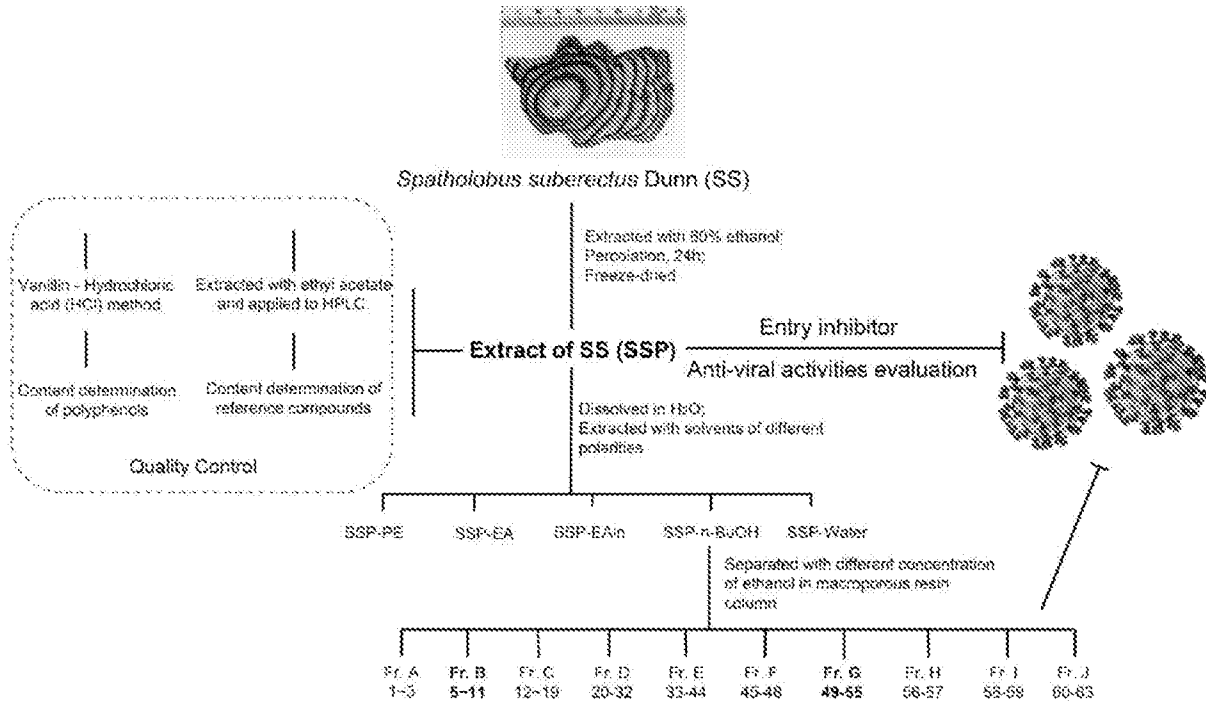 Spatholobus suberectus Dunn (SS)
Extracted with 60% ethanol;
Percolation, 24h;
Freeze-dried
Vanillin - Hydrochloric
acid (HCl) method
Extracted with ethyl acetate
and applied to HPLC
Content determination
of polyphenols
Content determination of
reference compounds
Quality Control
Extract of SS (SSP)
Entry inhibitor
Anti-viral activities evaluation
Dissolved in H2O;
Extracted with solvents of different
polarities
SSP-PE SSP-EA SSP-EA-n SSP-n-BuOH SSP-Water
Separated with different concentration
of ethanol in macroporous resin
column
Fr. A Fr. B Fr. C Fr. D Fr. E Fr. F Fr. G Fr. H Fr. I Fr. J
1~3 5~11 12~19 20-32 33-44 45-48 49-55 56-57 58-59 60-63